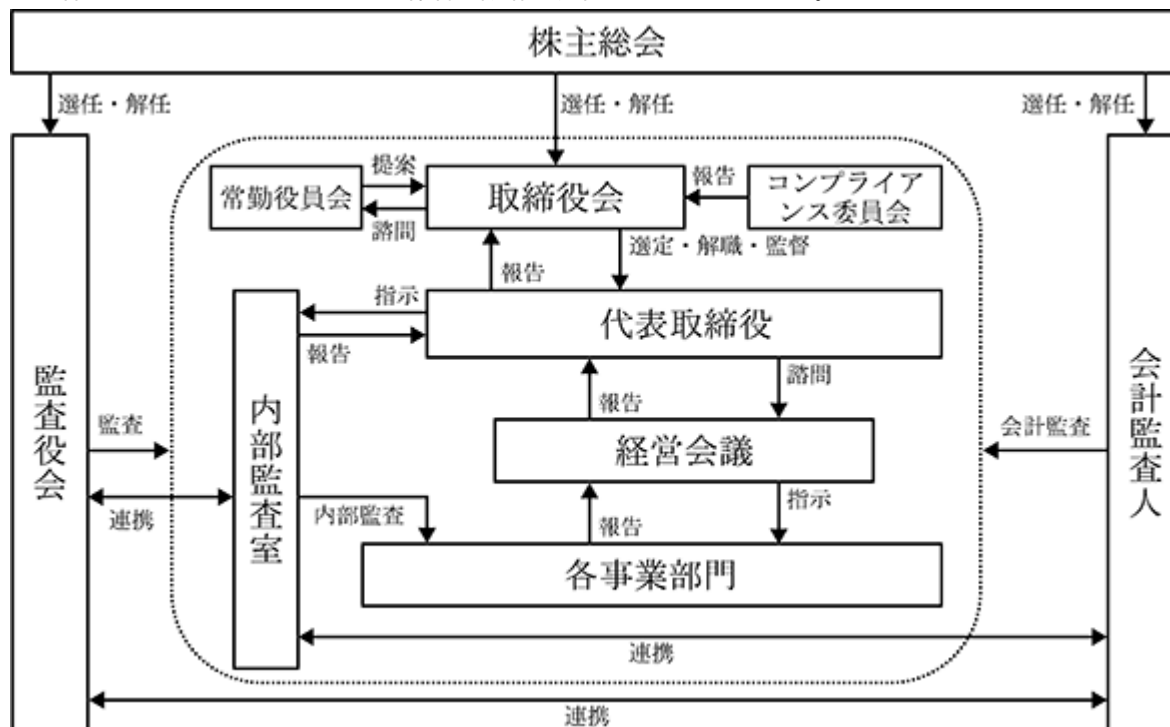 株主総会
選任・解任
選任・解任
選任・解任
提案
報告
常勤役員会
取締役会
コンプライア
ンス委員会
諮問
選定・解職・監督
報告
指示
代表取締役
報告
諮問
監査役会
監査
内部監査室
報告
経営会議
会計監査
会計監査人
連携
内部監査
指示
報告
各事業部門
連携
連携